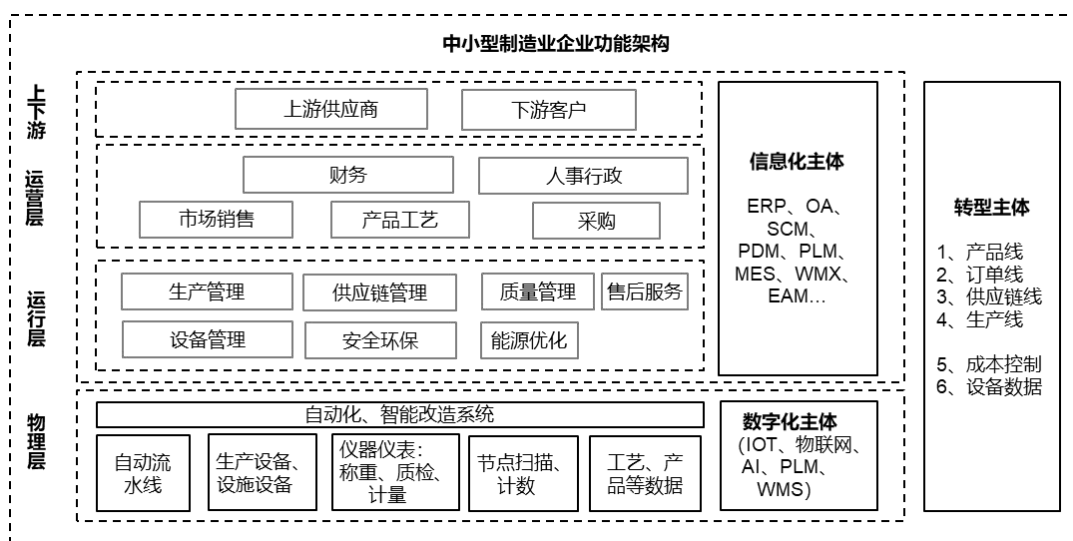 中小型制造业企业功能架构
上下游
上游供应商
下游客户
运营层
财务
人事行政
市场销售
产品工艺
采购
运行层
生产管理
供应链管理
质量管理
售后服务
设备管理
安全环保
能源优化
信息化主体
ERP、OA、
SCM、
PDM、PLM、
MES、WMX、
EAM…
物理层
自动化、智能改造系统
自动流
水线
生产设备、
设施设备
仪器仪表：
称重、质检、
计量
节点扫描、
计数
工艺、产
品等数据
数字化主体
(IOT、物联网、
AI、PLM、
WMS)
转型主体
1、产品线
2、订单线
3、供应链线
4、生产线
5、成本控制
6、设备数据